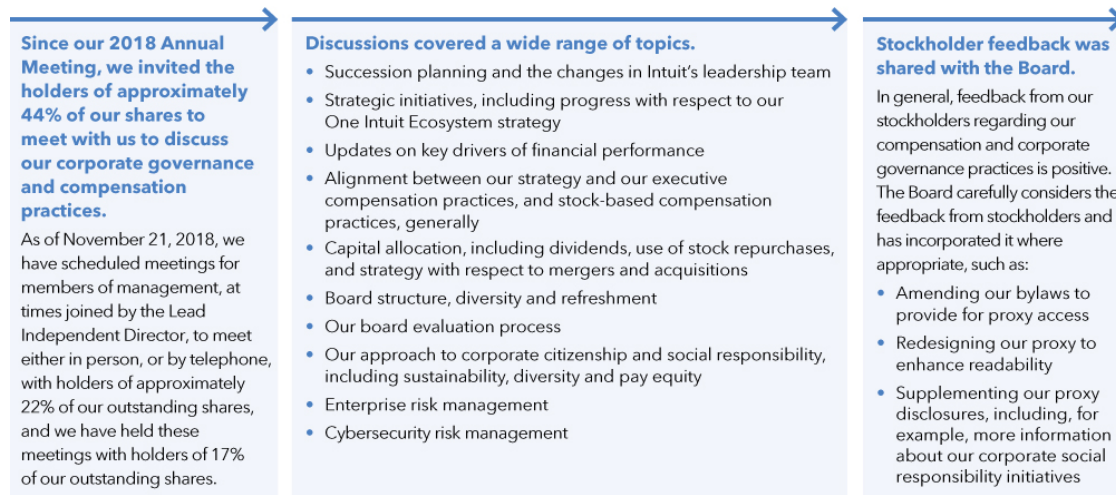 Since our 2018 Annual
Meeting, we invited the
holders of approximately
44% of our shares to
meet with us to discuss
our corporate governance
and compensation
practices.
As of November 21, 2018, we
have scheduled meetings for
members of management, at
times joined by the Lead
Independent Director, to meet
either in person, or by telephone,
with holders of approximately
22% of our outstanding shares,
and we have held these
meetings with holders of 17%
of our outstanding shares.
Discussions covered a wide range of topics.
• Succession planning and the changes in Intuit's leadership team
• Strategic initiatives, including progress with respect to our
One Intuit Ecosystem strategy
• Updates on key drivers of financial performance
• Alignment between our strategy and our executive
compensation practices, and stock-based compensation
practices, generally
• Capital allocation, including dividends, use of stock repurchases,
and strategy with respect to mergers and acquisitions
• Board structure, diversity and refreshment
• Our board evaluation process
• Our approach to corporate citizenship and social responsibility,
including sustainability, diversity and pay equity
• Enterprise risk management
• Cybersecurity risk management
Stockholder feedback was
shared with the Board.
In general, feedback from our
stockholders regarding our
compensation and corporate
governance practices is positive.
The Board carefully considers the
feedback from stockholders and
has incorporated it where
appropriate, such as:
• Amending our bylaws to
provide for proxy access
• Redesigning our proxy to
enhance readability
• Supplementing our proxy
disclosures, including, for
example, more information
about our corporate social
responsibility initiatives